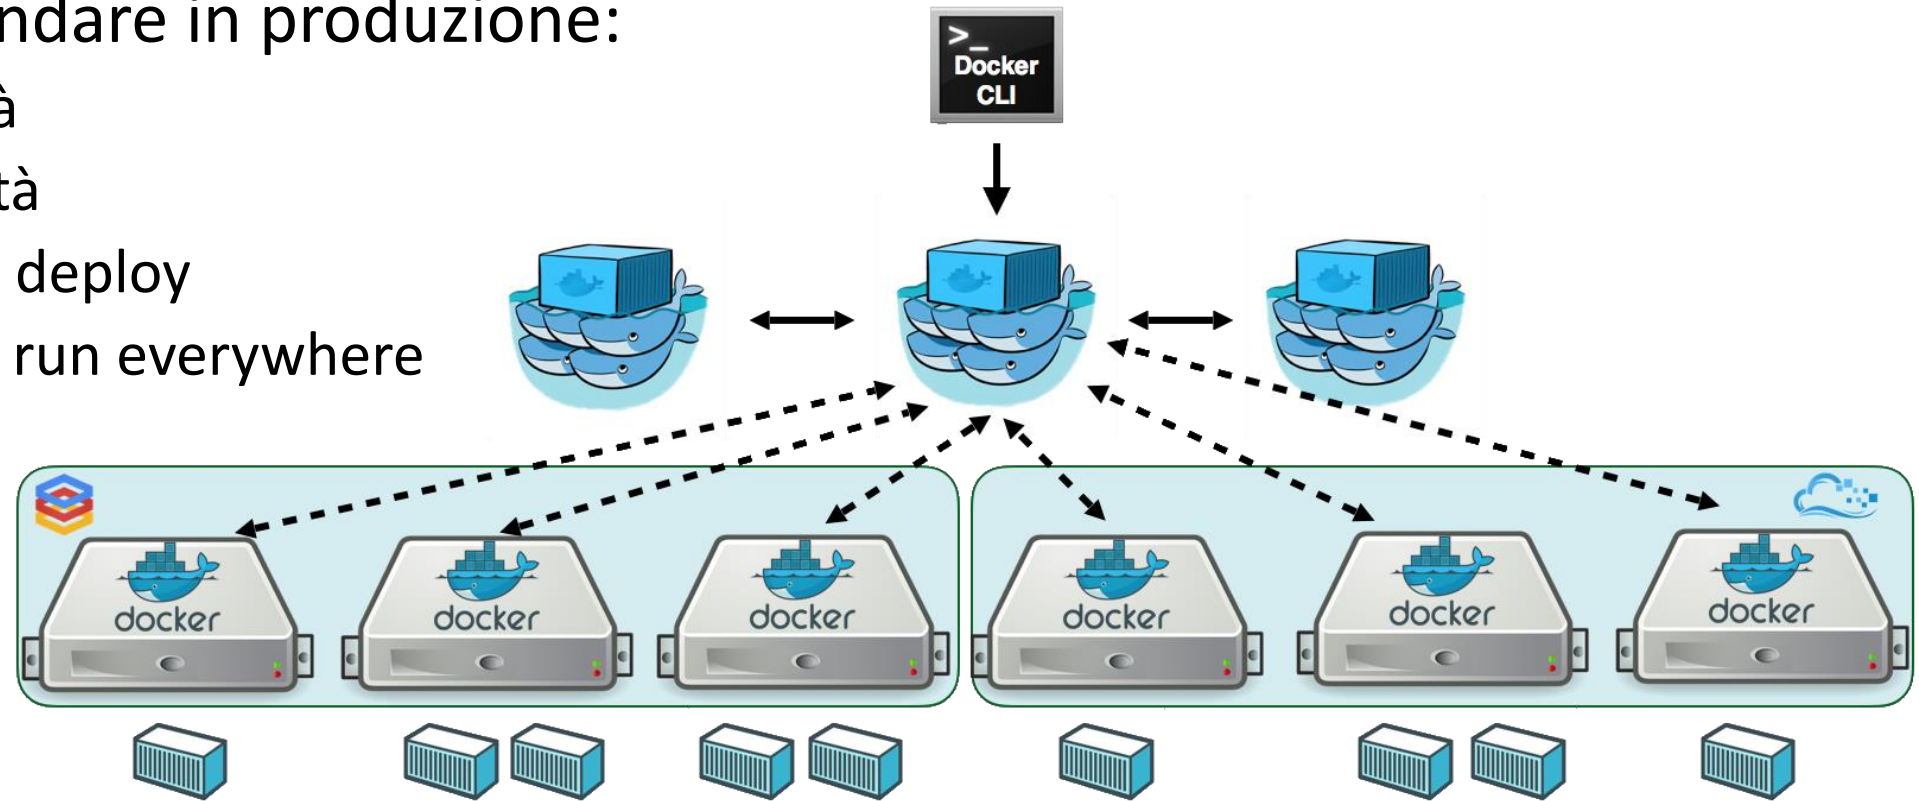 ndare in produzione:
à
tà
deploy
run everywhere
>_
Docker
CLI
docker
docker
docker
docker
docker
docker